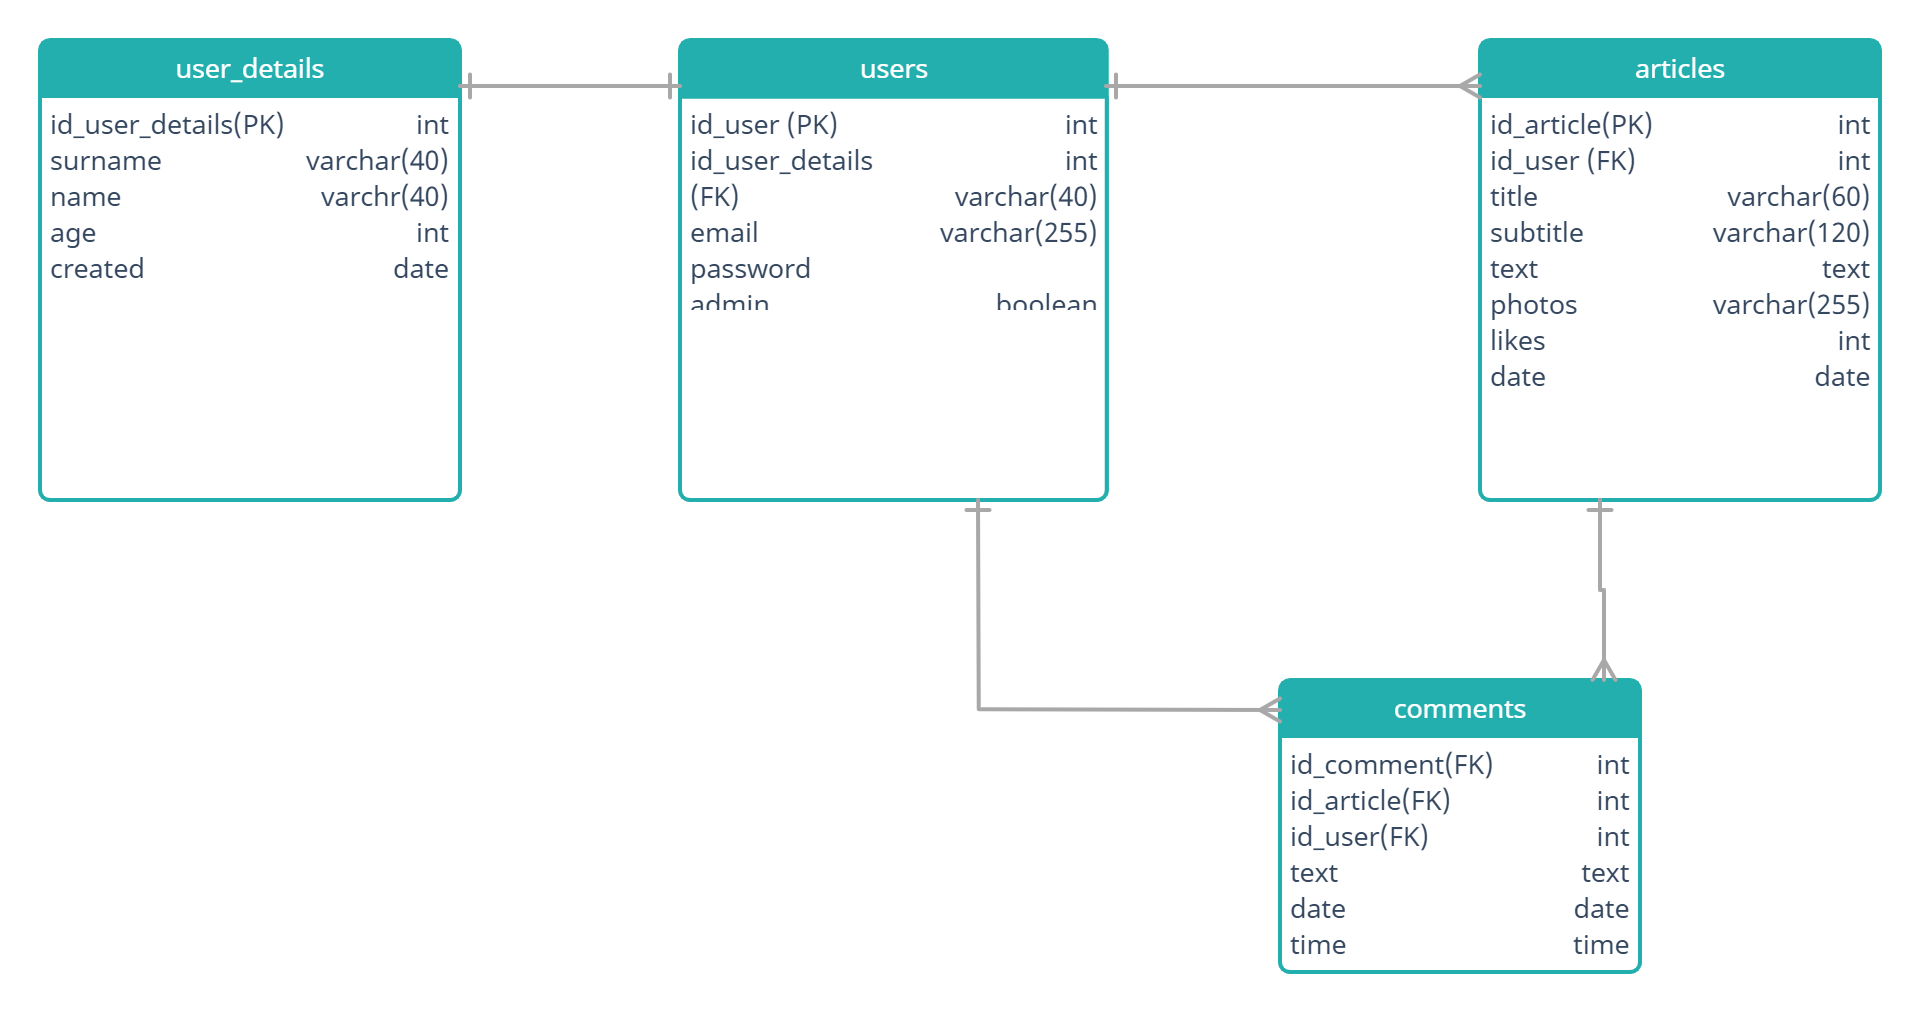 user_details
id_user_details(PK) int
surname varchar(40)
name varchr(40)
age int
created date
users
id_user (PK) int
id_user_details int
(FK) varchar(40)
email varchar(255)
password
admin boolean
articles
id_article(PK) int
id_user (FK) int
title varchar(60)
subtitle varchar(120)
text text
photos varchar(255)
likes int
date date
comments
id_comment(FK) int
id_article(FK) int
id_user(FK) int
text text
date date
time time